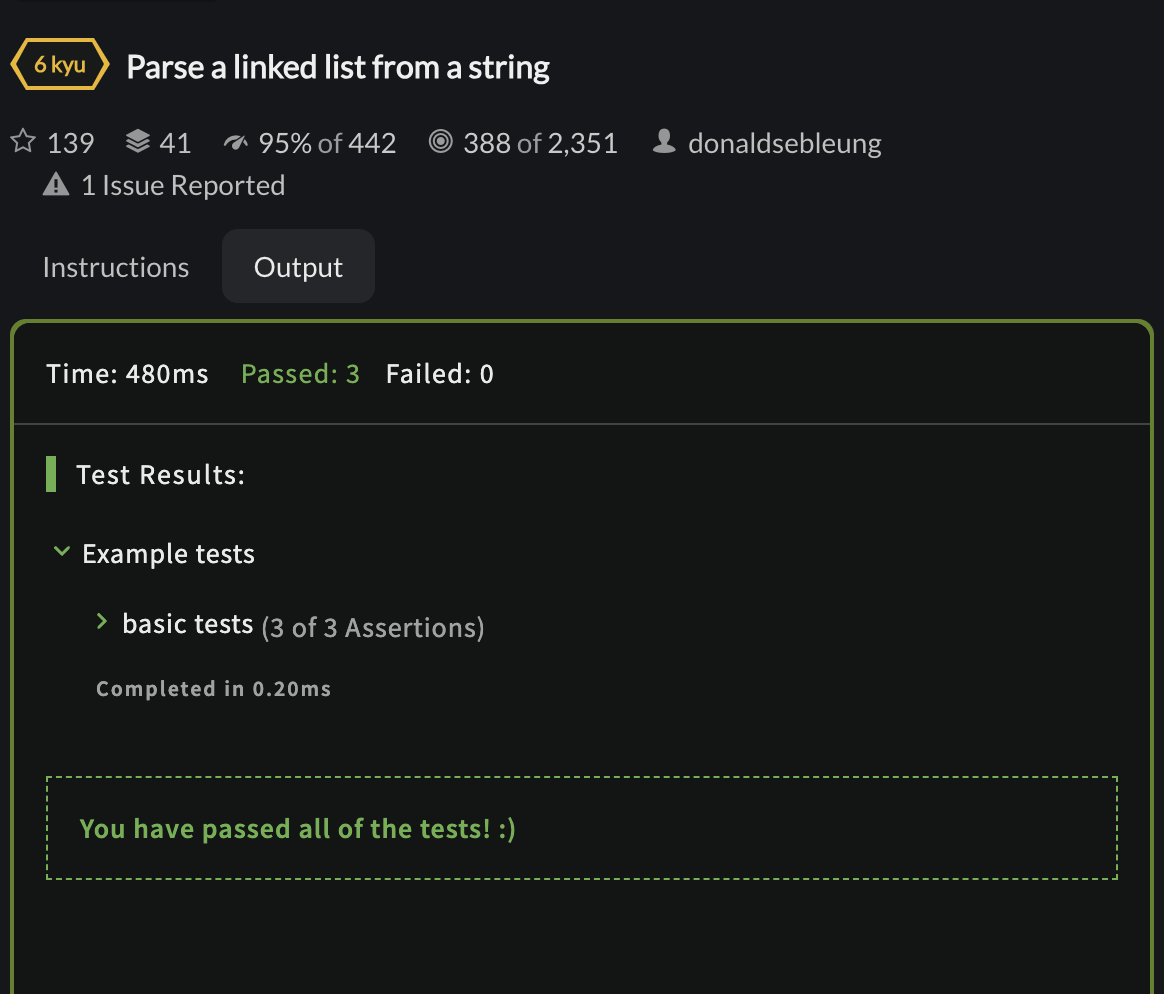 6 kyu Parse a linked list from a string
139 41 95% of 442 388 of 2,351 donaldsebleung
1 Issue Reported
Instructions Output
Time: 480ms Passed: 3 Failed: 0
Test Results:
Example tests
basic tests (3 of 3 Assertions)
Completed in 0.20ms
You have passed all of the tests! :)